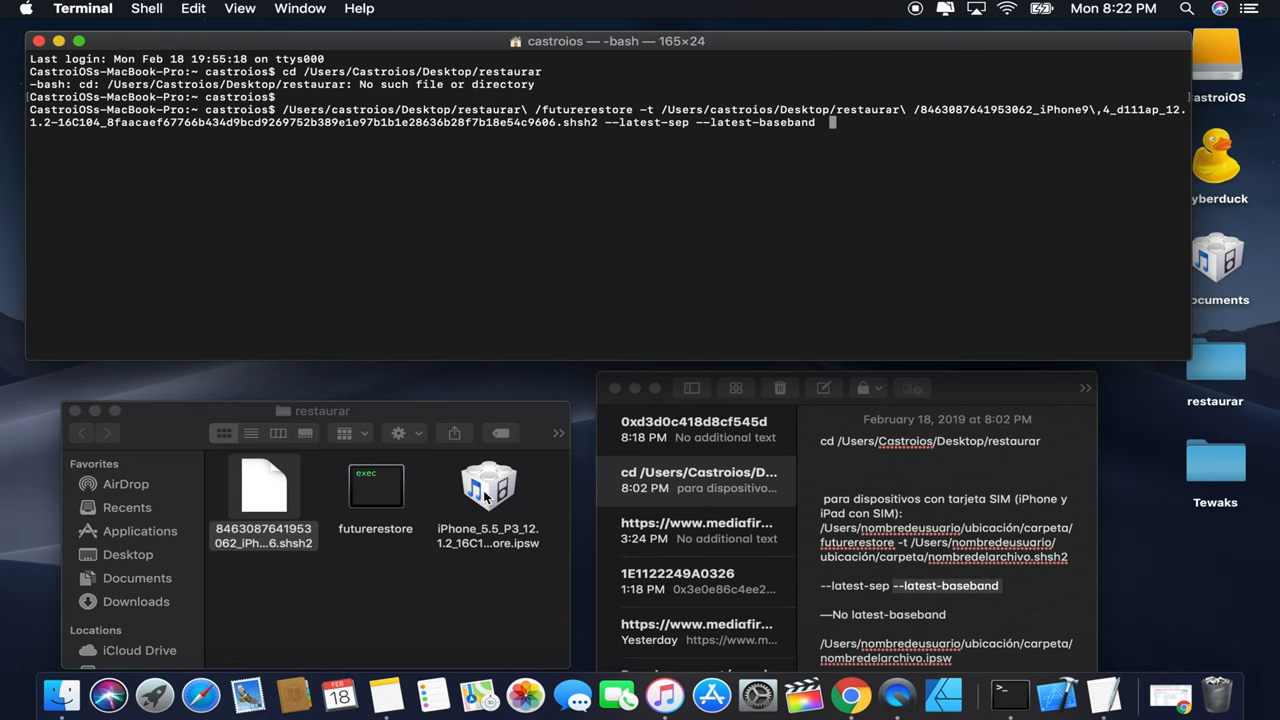 Terminal Shell Edit View Window Help Mon 8:22 PM
castroios — -bash — 165×24
Last login: Mon Feb 18 19:55:18 on ttys000
CastroiOSs-MacBook-Pro:~ castroios$ cd /Users/Castroios/Desktop/restaurar
-bash: cd: /Users/Castroios/Desktop/restaurar: No such file or directory
[CastroiOSs-MacBook-Pro:~ castroios$ ]
CastroiOSs-MacBook-Pro:~ castroios$ /Users/castroios/Desktop/restaurar\ /futurerestore -t /Users/castroios/Desktop/restaurar\ /8463087641953062_iPhone9\,4_d111ap_12.
1.2-16C104_8faacaef67766b434d9bcd9269752b389e1e97b1b1e28636b28f7b18e54c9606.shsh2 --latest-sep --latest-baseband
astroiOS
yberduck
ocuments
restaurar
Tewaks
restaurar
Favorites
AirDrop
Recents
Applications
Desktop
Documents
Downloads
Locations
iCloud Drive
8463087641953
062_iPh...6.shsh2
exec
futurerestore
iPhone_5.5_P3_12.
1.2_16C1...ore.ipsw
0xd3d0c418d8cf545d
8:18 PM No additional text
cd /Users/Castroios/D...
8:02 PM para dispositivo...
https://www.mediafir...
3:24 PM No additional text
1E1122249A0326
1:18 PM 0x3e0e86c4ee2...
https://www.mediafir...
Yesterday https://www.m...
February 18, 2019 at 8:02 PM
cd /Users/Castroios/Desktop/restaurar
para dispositivos con tarjeta SIM (iPhone y
iPad con SIM):
/Users/nombredeusuario/ubicación/carpeta/
futurerestore -t /Users/nombredeusuario/
ubicación/carpeta/nombredelarchivo.shsh2
--latest-sep --latest-baseband
—No latest-baseband
/Users/nombredeusuario/ubicación/carpeta/
nombredelarchivo.ipsw
FEB
18